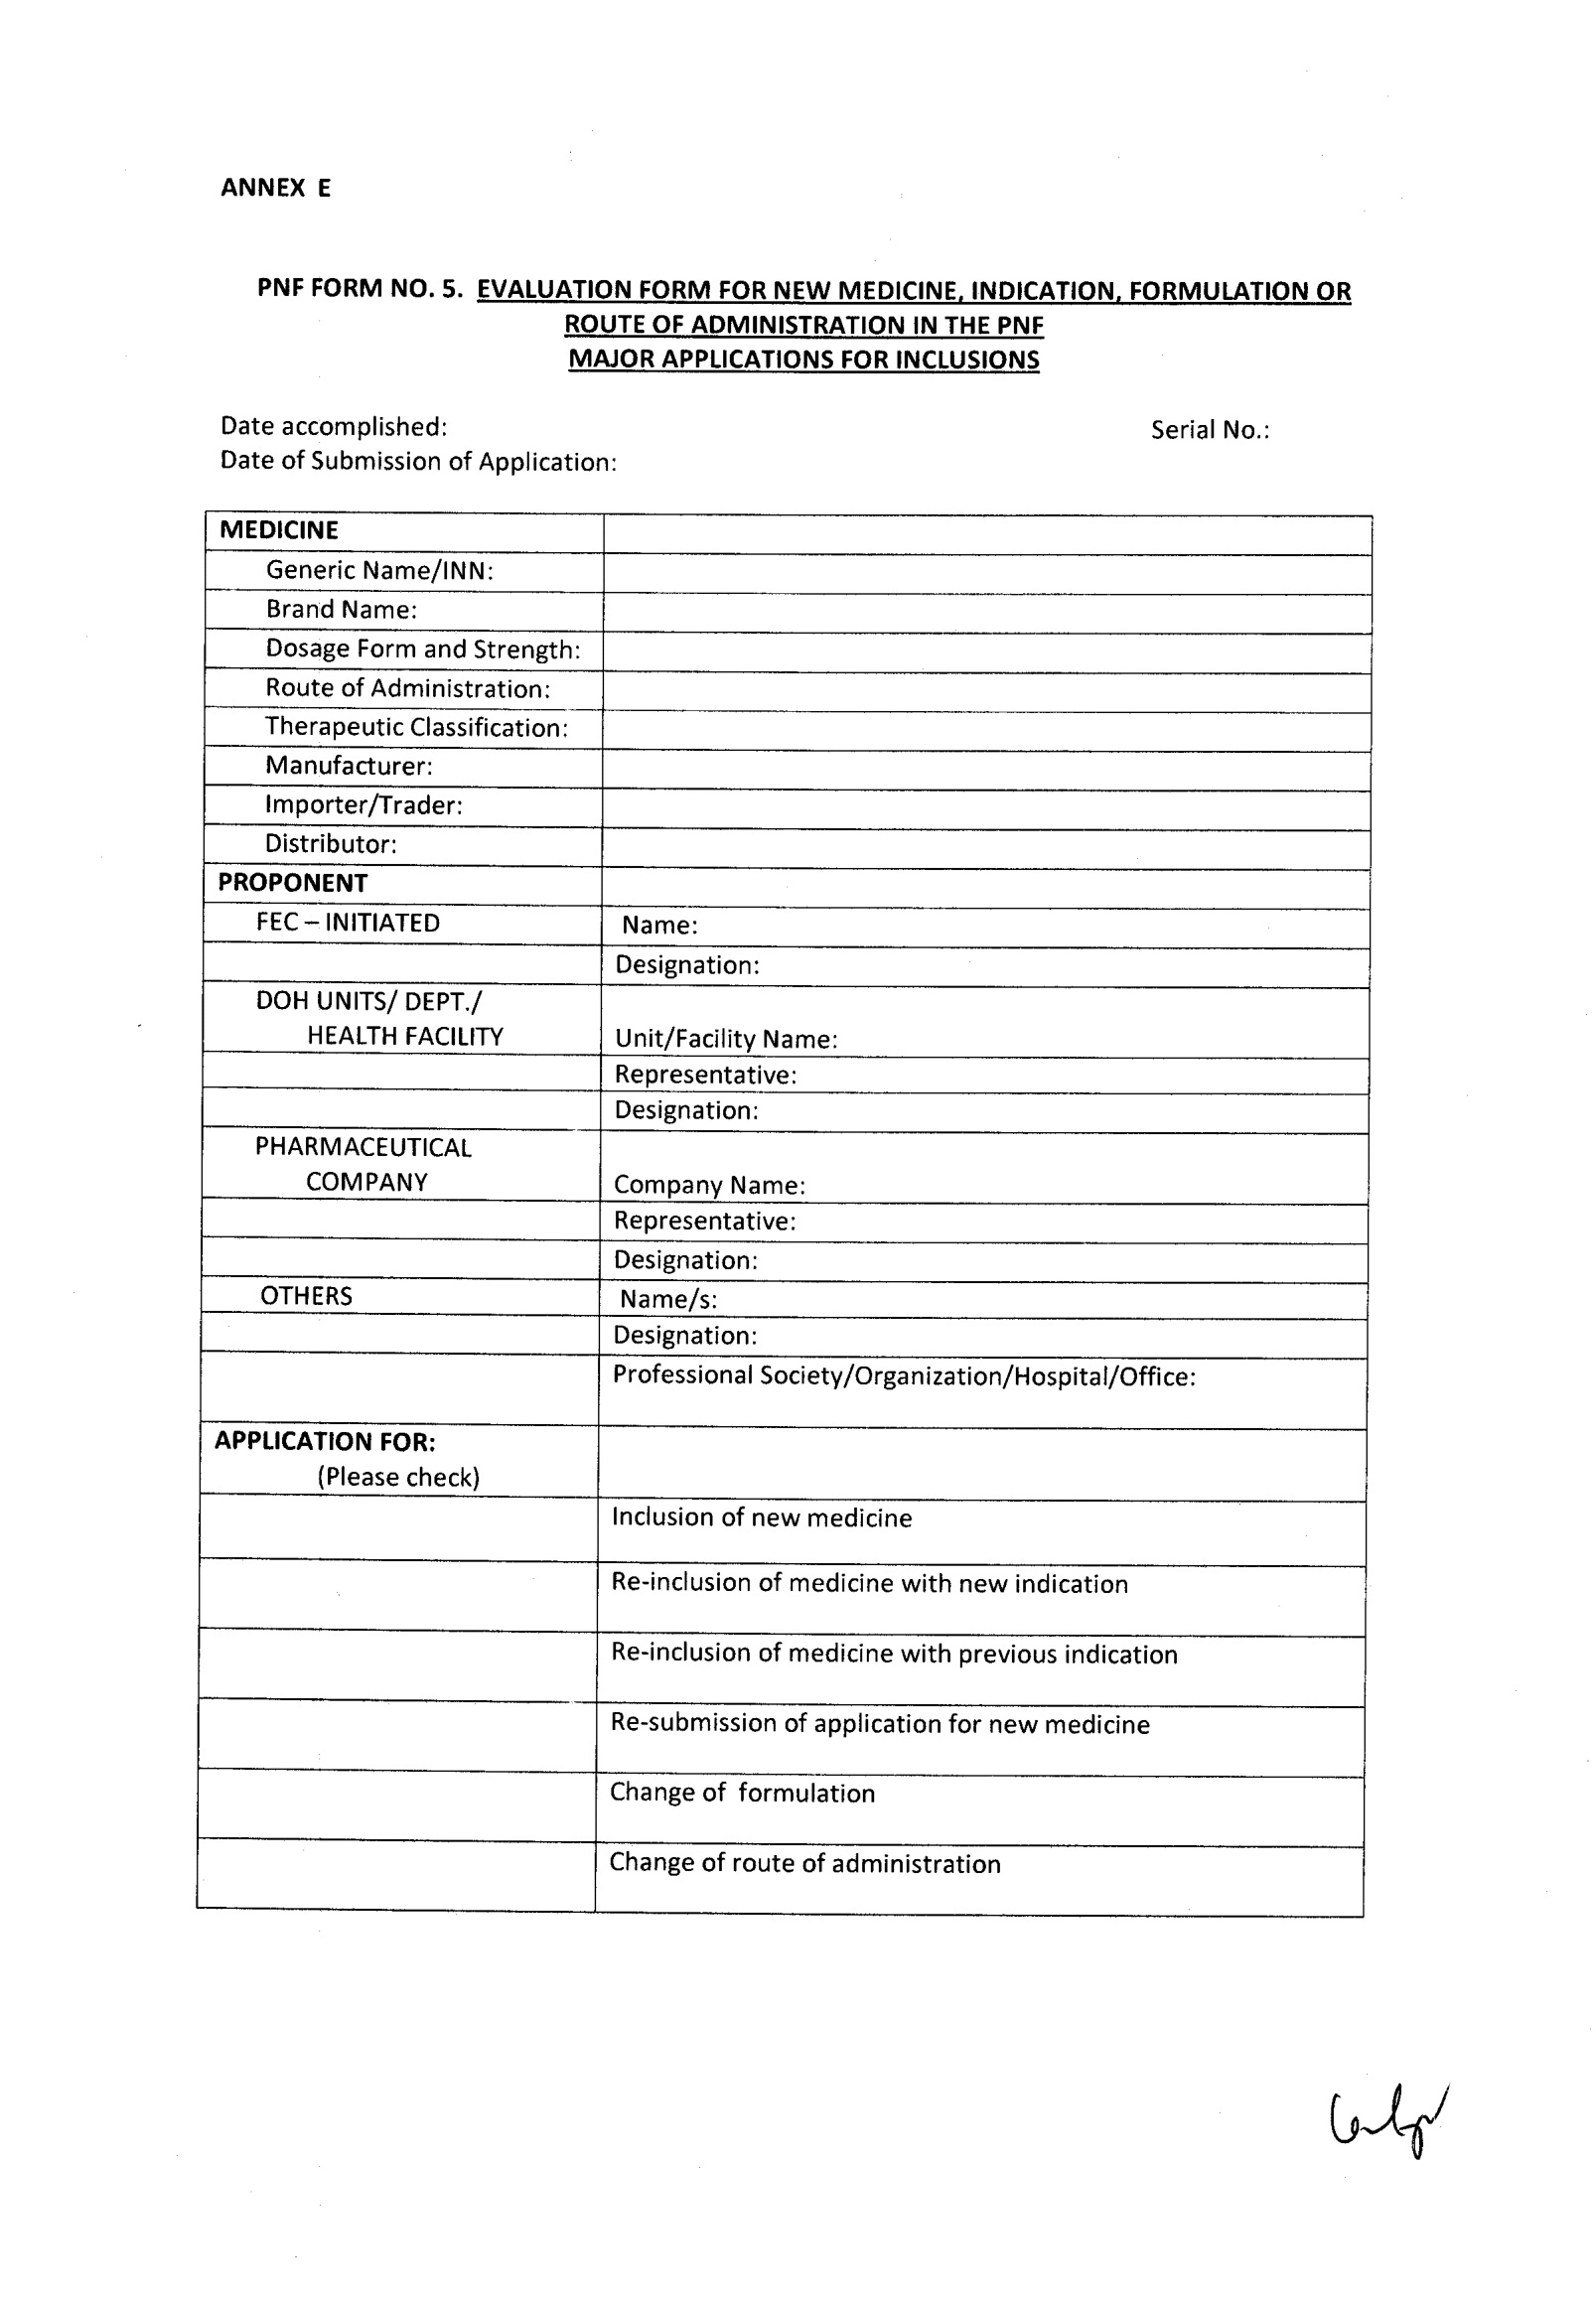 ANNEX E
PNF FORM NO. 5. EVALUATION FORM FOR NEW MEDICINE, INDICATION, FORMULATION OR
ROUTE OF ADMINISTRATION IN THE PNF
MAJOR APPLICATIONS FOR INCLUSIONS
Date accomplished: Serial No.:
Date of Submission of Application:
MEDICINE
Generic Name/INN:
Brand Name:
Dosage Form and Strength:
Route of Administration:
Therapeutic Classification:
Manufacturer:
Importer/Trader:
Distributor:
PROPONENT
FEC – INITIATED Name:
Designation:
DOH UNITS/ DEPT./
HEALTH FACILITY Unit/Facility Name:
Representative:
Designation:
PHARMACEUTICAL
COMPANY Company Name:
Representative:
Designation:
OTHERS Name/s:
Designation:
Professional Society/Organization/Hospital/Office:
APPLICATION FOR:
(Please check)
Inclusion of new medicine
Re-inclusion of medicine with new indication
Re-inclusion of medicine with previous indication
Re-submission of application for new medicine
Change of formulation
Change of route of administration